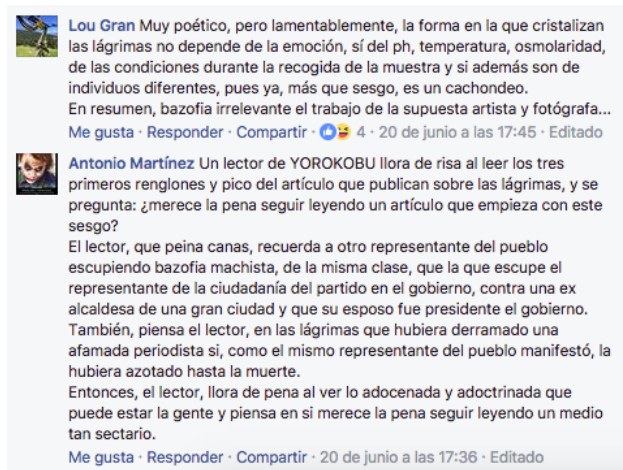 Lou Gran Muy poético, pero lamentablemente, la forma en la que cristalizan
las lágrimas no depende de la emoción, sí del ph, temperatura, osmolaridad,
de las condiciones durante la recogida de la muestra y si además son de
individuos diferentes, pues ya, más que sesgo, es un cachondeo.
En resumen, bazofia irrelevante el trabajo de la supuesta artista y fotógrafa...
Me gusta · Responder · Compartir · 4 · 20 de junio a las 17:45 · Editado
Antonio Martínez Un lector de YOROKOBU llora de risa al leer los tres
primeros renglones y pico del artículo que publican sobre las lágrimas, y se
pregunta: ¿merece la pena seguir leyendo un artículo que empieza con este
sesgo?
El lector, que peina canas, recuerda a otro representante del pueblo
escupiendo bazofia machista, de la misma clase, que la que escupe el
representante de la ciudadanía del partido en el gobierno, contra una ex
alcaldesa de una gran ciudad y que su esposo fue presidente el gobierno.
También, piensa el lector, en las lágrimas que hubiera derramado una
afamada periodista si, como el mismo representante del pueblo manifestó, la
hubiera azotado hasta la muerte.
Entonces, el lector, llora de pena al ver lo adocenada y adoctrinada que
puede estar la gente y piensa en si merece la pena seguir leyendo un medio
tan sectario.
Me gusta · Responder · Compartir · 20 de junio a las 17:36 · Editado